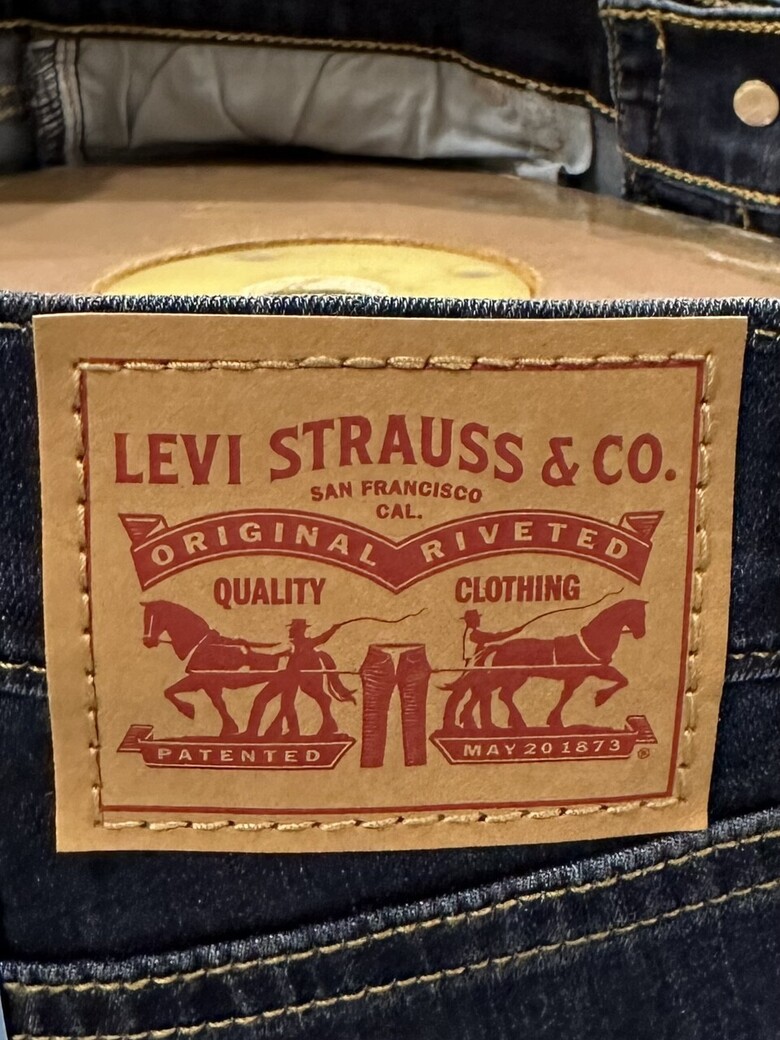 LEVI STRAUSS & CO.
SAN FRANCISCO
CAL.
ORIGINAL RIVETED
QUALITY CLOTHING
PATENTED MAY 20 1873 ®